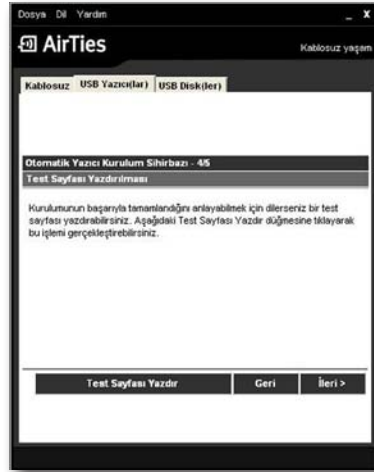 Dosya Dil Yardım
_ X
AirTies
Kablosuz yaşam
Kablosuz USB Yazıcı(lar) USB Disk(ler)
Otomatik Yazıcı Kurulum Sihirbazı - 4/5
Test Sayfası Yazdırılması
Kurulumunun başarıyla tamamlandığını anlayabilmek için dilerseniz bir test
sayfası yazdırabilirsiniz. Aşağıdaki Test Sayfası Yazdır düğmesine tıklayarak
bu işlemi gerçekleştirebilirsiniz.
Test Sayfası Yazdır Geri İleri >